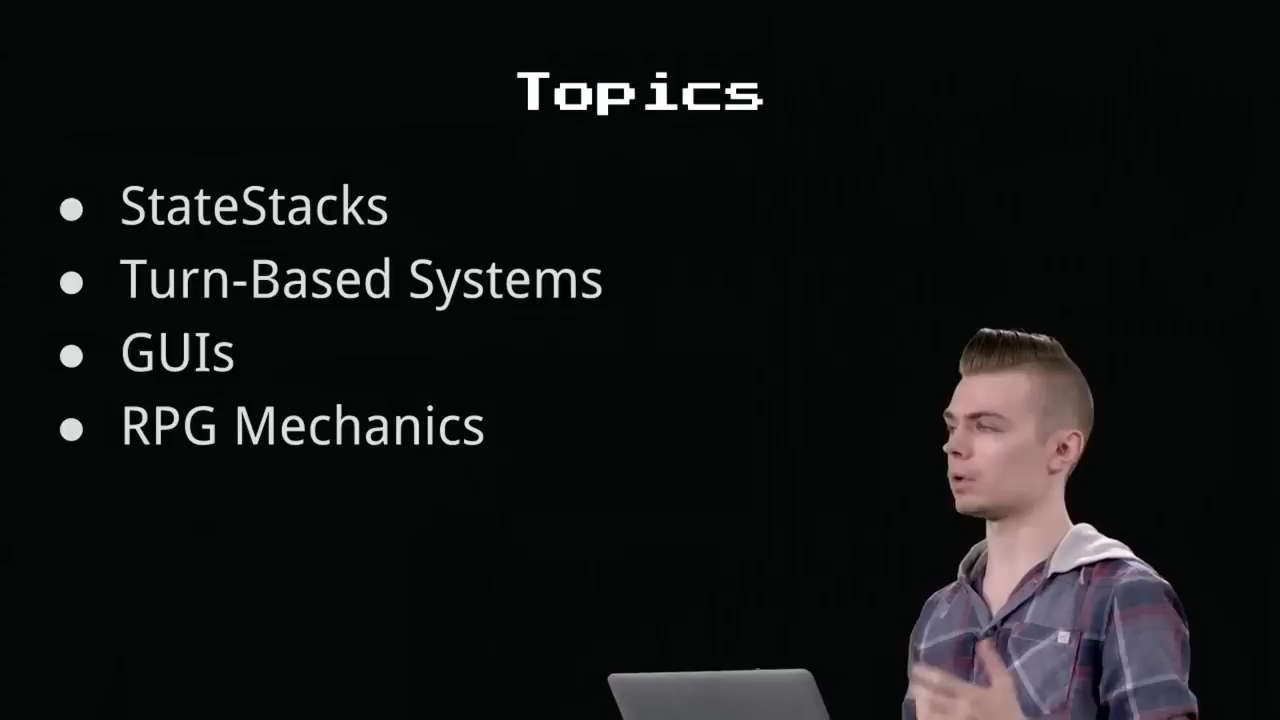 Topics
StateStacks
Turn-Based Systems
GUIs
RPG Mechanics